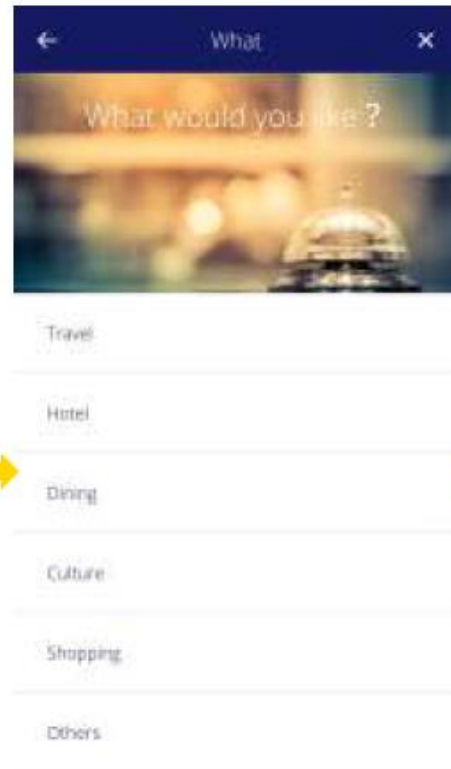 What
What would you like ?
Travel
Hotel
Dining
Culture
Shopping
Others